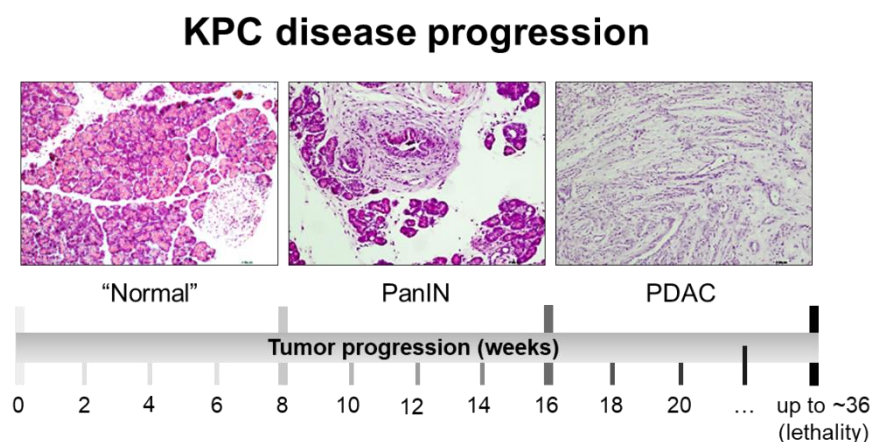 KPC disease progression
“Normal” PanIN PDAC
Tumor progression (weeks)
0 2 4 6 8 10 12 14 16 18 20 … up to ~36
(lethality)